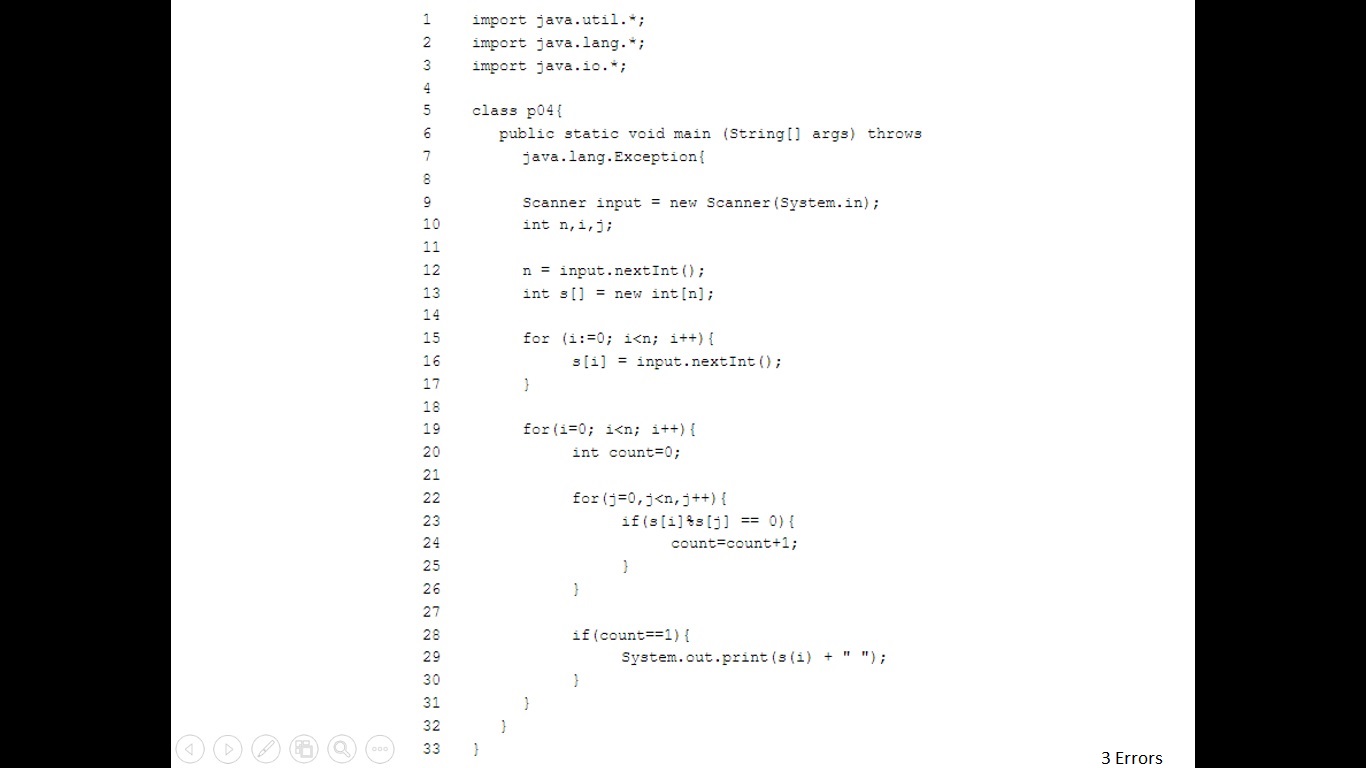 1 import java.util.*;
2 import java.lang.*;
3 import java.io.*;
4
5 class p04{
6 public static void main (String[] args) throws
7 java.lang.Exception{
8
9 Scanner input = new Scanner(System.in);
10 int n,i,j;
11
12 n = input.nextInt();
13 int s[] = new int[n];
14
15 for (i:=0; i<n; i++){
16 s[i] = input.nextInt();
17 }
18
19 for(i=0; i<n; i++){
20 int count=0;
21
22 for(j=0,j<n,j++){
23 if(s[i]%s[j] == 0){
24 count=count+1;
25 }
26 }
27
28 if(count==1){
29 System.out.print(s(i) + " ");
30 }
31 }
32 }
33 }
3 Errors